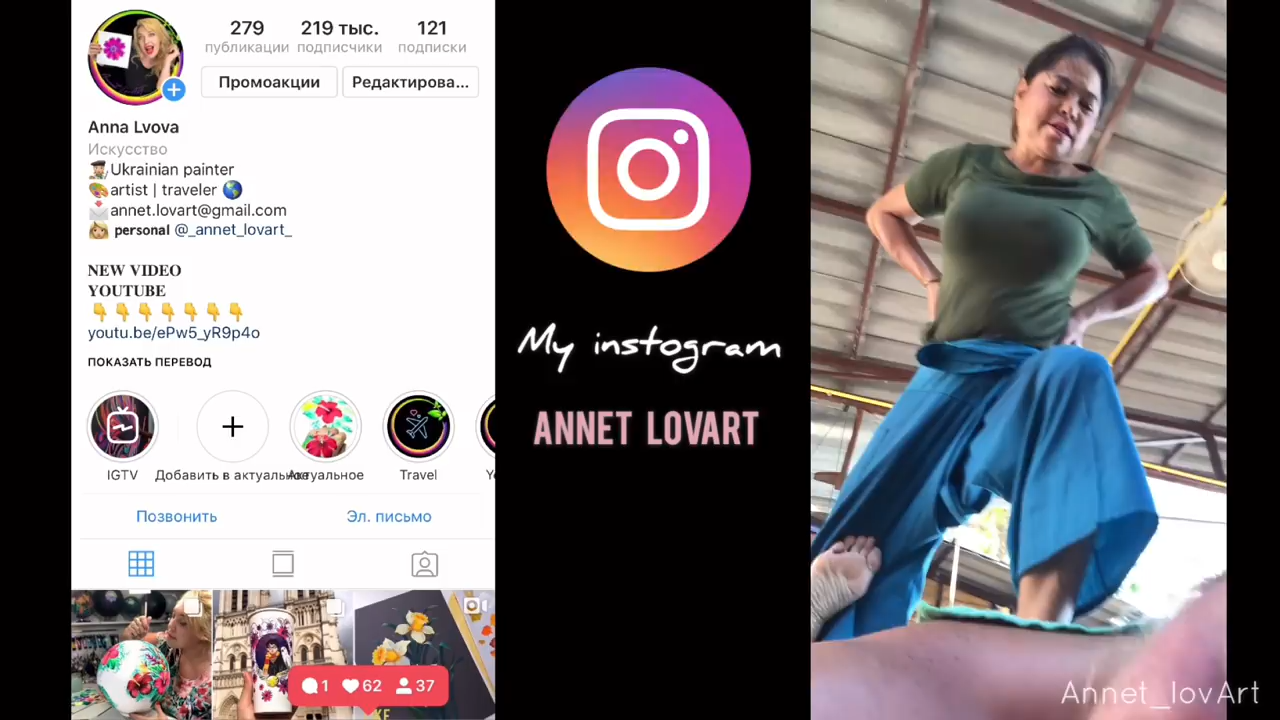 279
219 тыс.
121
публикации
подписчики
подписки
Промоакции
Редактирова...
Anna Lvova
Искусство
Ukrainian painter
artist | traveler
annet.lovart@gmail.com
personal @_annet_lovart_
NEW VIDEO
YOUTUBE
youtu.be/ePw5_yR9p4o
ПОКАЗАТЬ ПЕРЕВОД
IGTV
Добавить в актуальное
Актуальное
Travel
Позвонить
Эл. письмо
1
62
37
My instogram
ANNET LOVART
Annet_lovArt